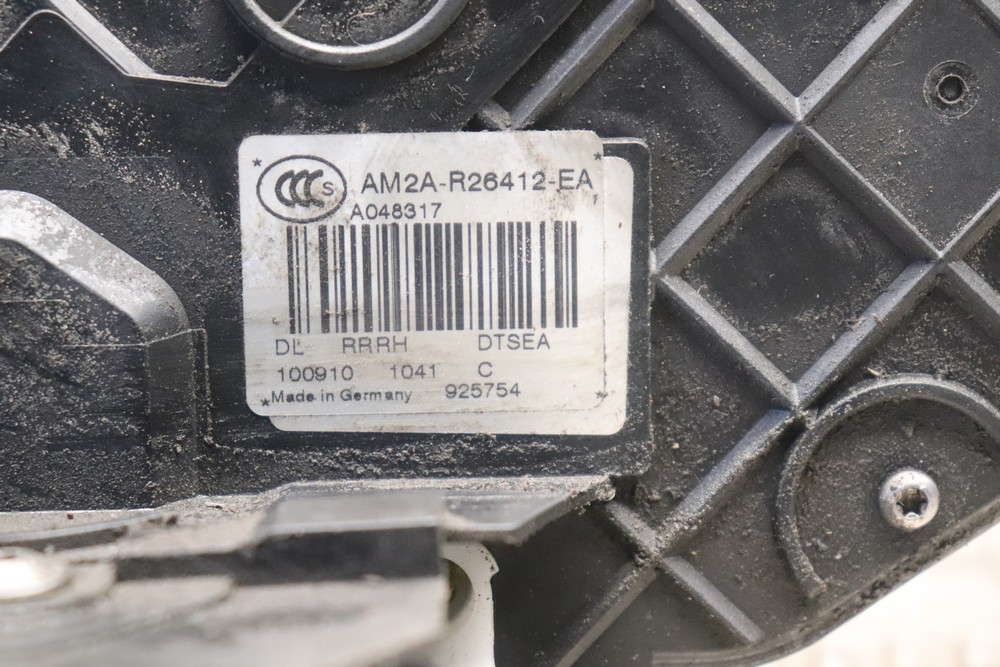 CCC S AM2A-R26412-EA
A048317
DL RRRH DTSEA
100910 1041 C
*Made in Germany 925754